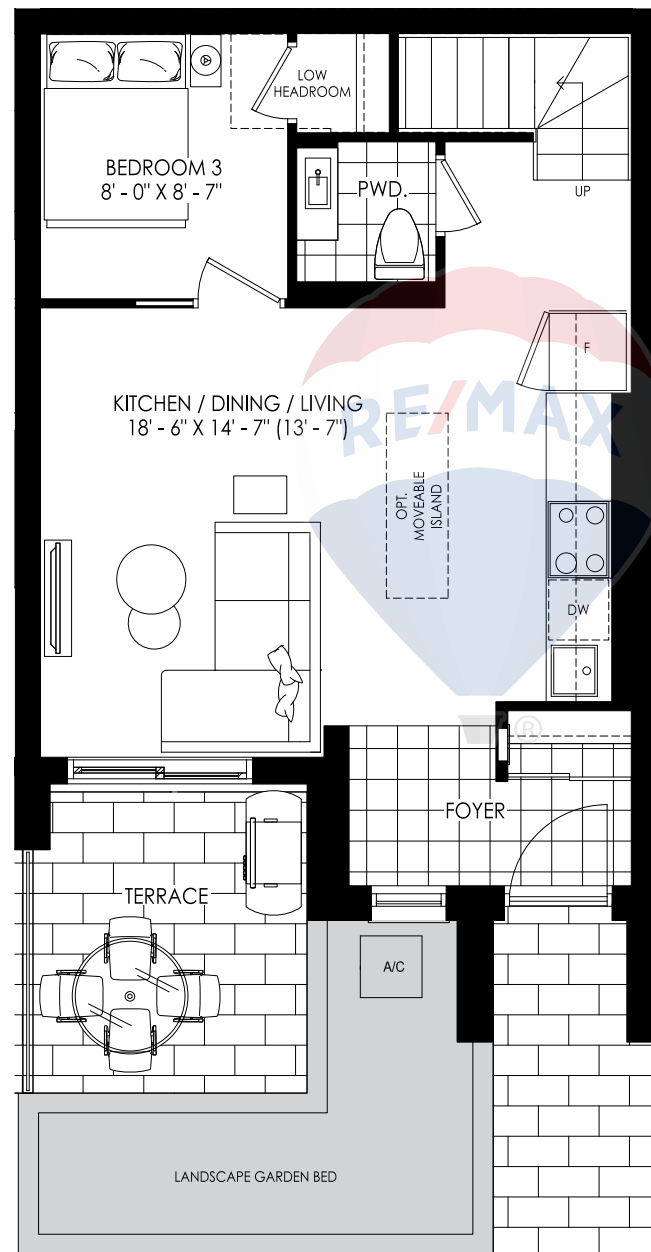 LOW
HEADROOM
BEDROOM 3
8' - 0" X 8' - 7"
PWD.
UP
F
KITCHEN / DINING / LIVING
18' - 6" X 14' - 7" (13' - 7")
RE/MAX
OPT.
MOVEABLE
ISLAND
DW
®
FOYER
TERRACE
A/C
LANDSCAPE GARDEN BED